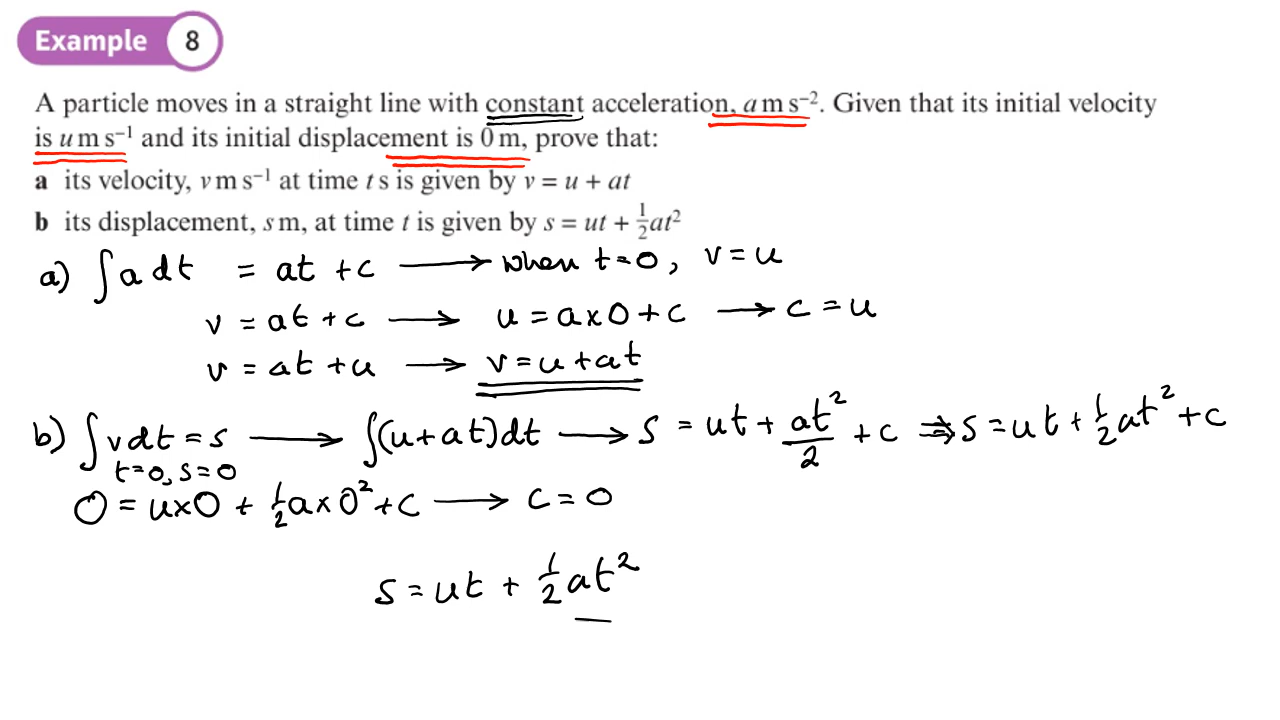 Example 8
A particle moves in a straight line with constant acceleration, a m s⁻². Given that its initial velocity
is u m s⁻¹ and its initial displacement is 0 m, prove that:
a its velocity, v m s⁻¹ at time t s is given by v = u + at
b its displacement, s m, at time t is given by s = ut + ½at²
a) ∫a dt = at + c ⟶ when t=0, v=u
v = at + c ⟶ u = a×0+c ⟶ c = u
v = at + u ⟶ v=u+at
b) ∫vdt = s ⟶ ∫(u+at)dt ⟶ s = ut + at²/2 + c ⇒ s = ut + ½at² + c
t=0, s=0
0 = u×0 + ½a×0² + c ⟶ c = 0
s = ut + ½at²